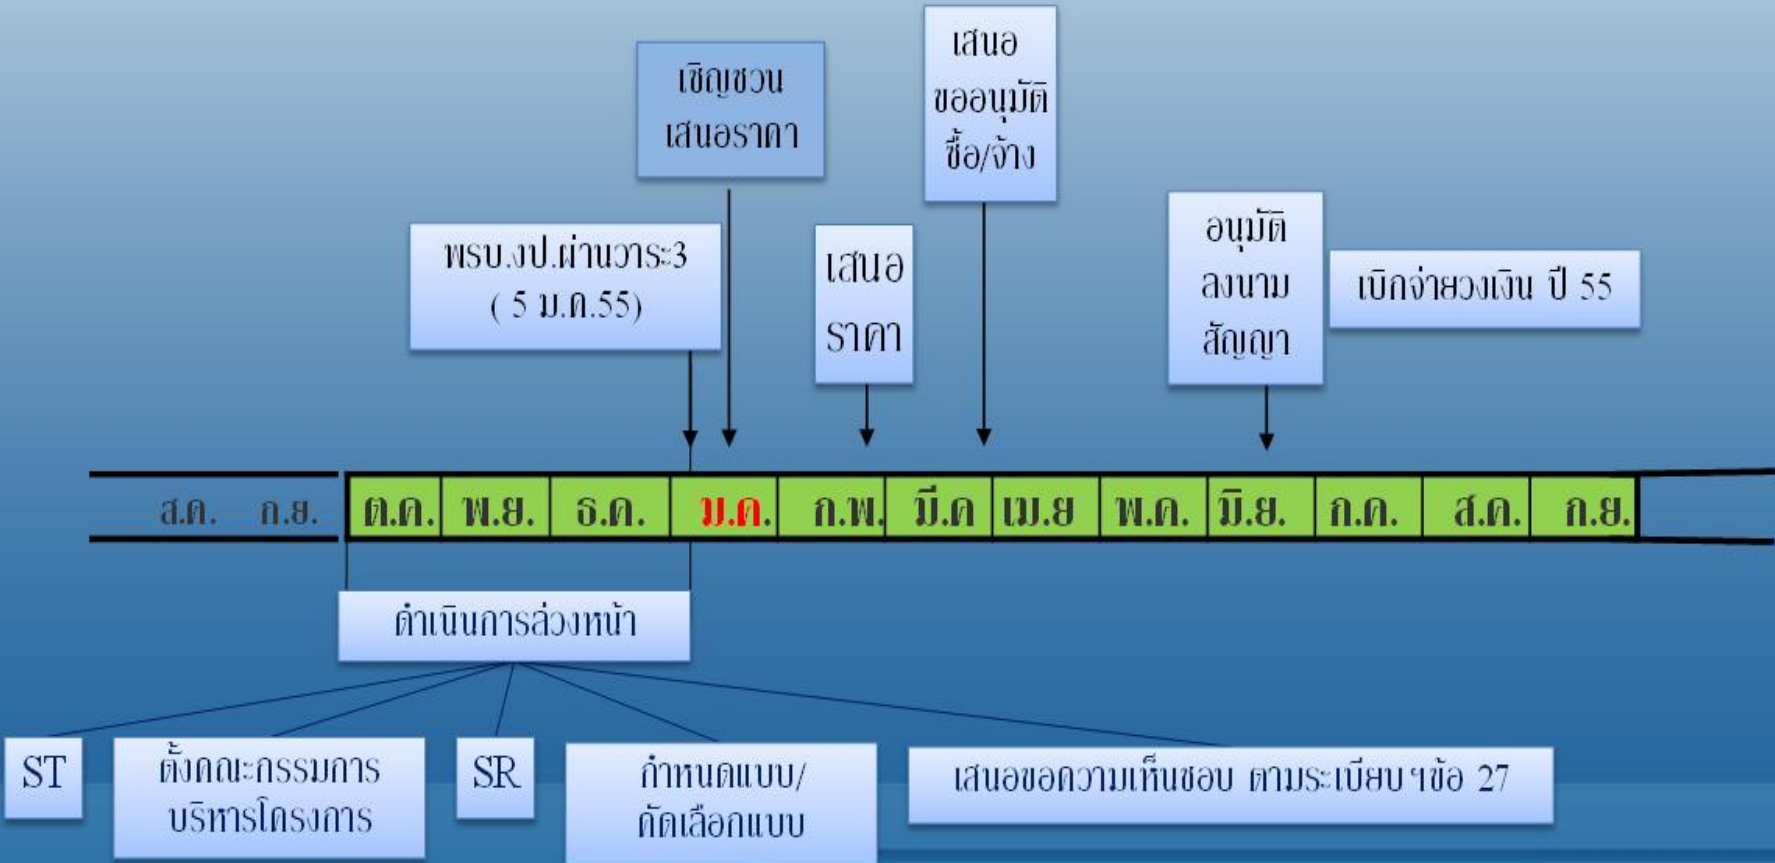 เสนอ
ขออนุมัติ
ซื้อ/จ้าง
เชิญชวน
เสนอราคา
พรบ.งป.ผ่านวาระ3
( 5 ม.ค.55)
เสนอ
ราคา
อนุมัติ
ลงนาม
สัญญา
เบิกจ่ายวงเงิน ปี 55
ส.ค. ก.ย. ต.ค. พ.ย. ธ.ค. ม.ค. ก.พ. มี.ค เม.ย พ.ค. มิ.ย. ก.ค. ส.ค. ก.ย.
ดำเนินการล่วงหน้า
ST
ตั้งคณะกรรมการ
บริหารโครงการ
SR
กำหนดแบบ/
คัดเลือกแบบ
เสนอขอความเห็นชอบ ตามระเบียบฯข้อ 27